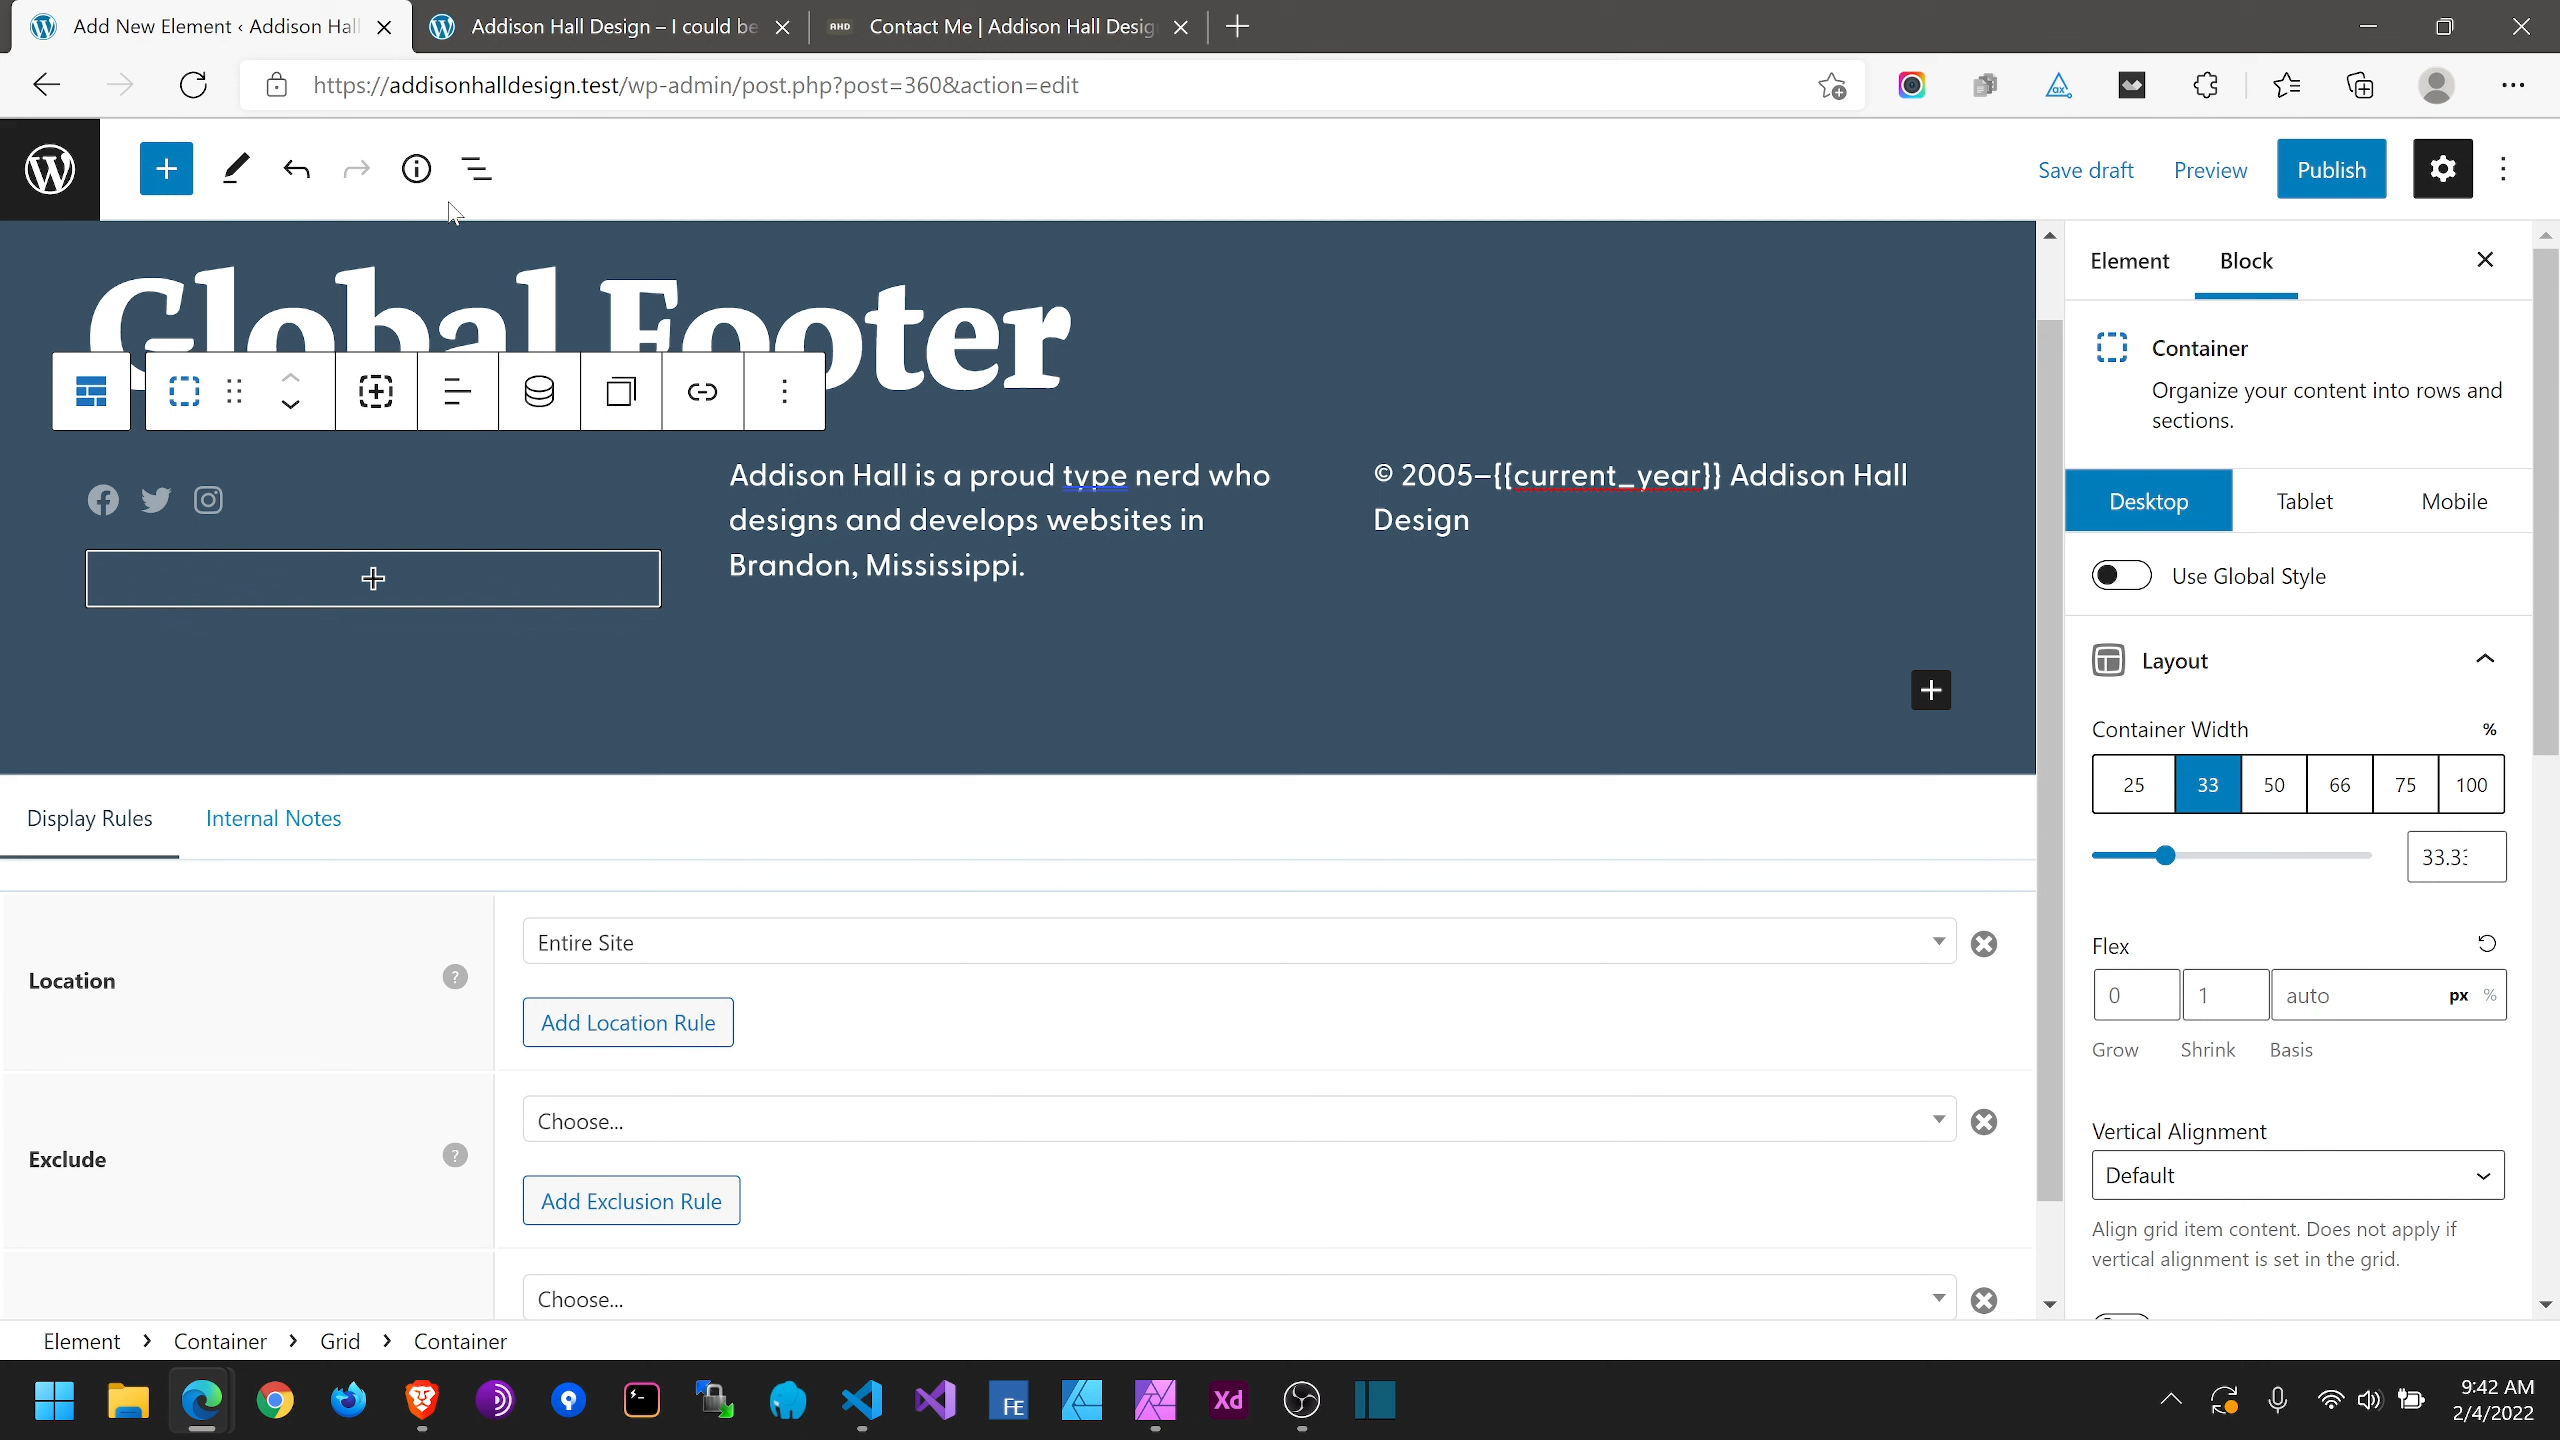 Add New Element ‹ Addison Hall
Addison Hall Design – I could be
AHD
Contact Me | Addison Hall Desig
https://addisonhalldesign.test/wp-admin/post.php?post=360&action=edit
Save draft
Preview
Publish
Global Footer
Addison Hall is a proud type nerd who
designs and develops websites in
Brandon, Mississippi.
© 2005–{{current_year}} Addison Hall
Design
Element
Block
Container
Organize your content into rows and
sections.
Desktop
Tablet
Mobile
Use Global Style
Layout
Container Width
%
25
33
50
66
75
100
33.33
Flex
0
1
auto
px
%
Grow
Shrink
Basis
Vertical Alignment
Default
Align grid item content. Does not apply if
vertical alignment is set in the grid.
Display Rules
Internal Notes
Location
?
Entire Site
Add Location Rule
Exclude
?
Choose...
Add Exclusion Rule
Choose...
Element
Container
Grid
Container
FE
Xd
9:42 AM
2/4/2022